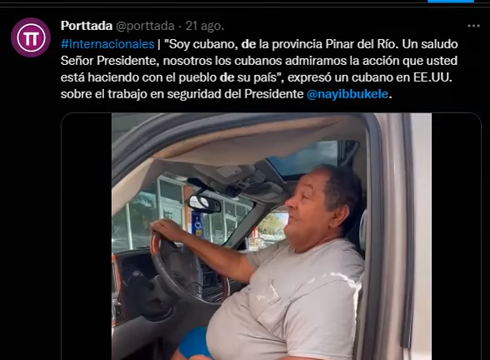 Porttada @porttada · 21 ago.
#Internacionales | "Soy cubano, de la provincia Pinar del Río. Un saludo
Señor Presidente, nosotros los cubanos admiramos la acción que usted
está haciendo con el pueblo de su país", expresó un cubano en EE.UU.
sobre el trabajo en seguridad del Presidente @nayibbukele.